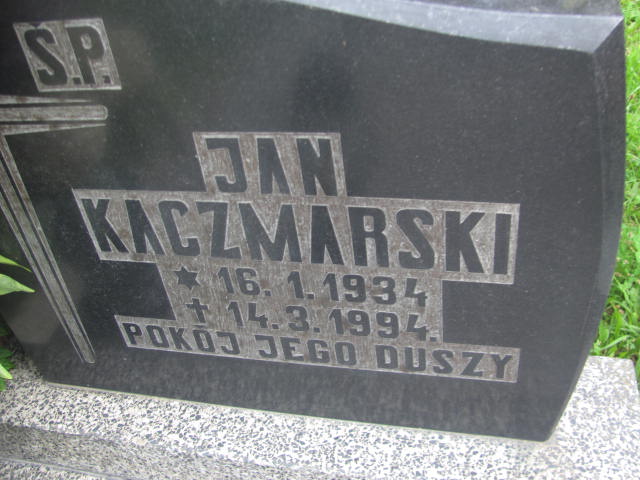 Ś.P.
JAN
KACZMARSKI
* 16.1.1934
† 14.3.1994.
POKÓJ JEGO DUSZY